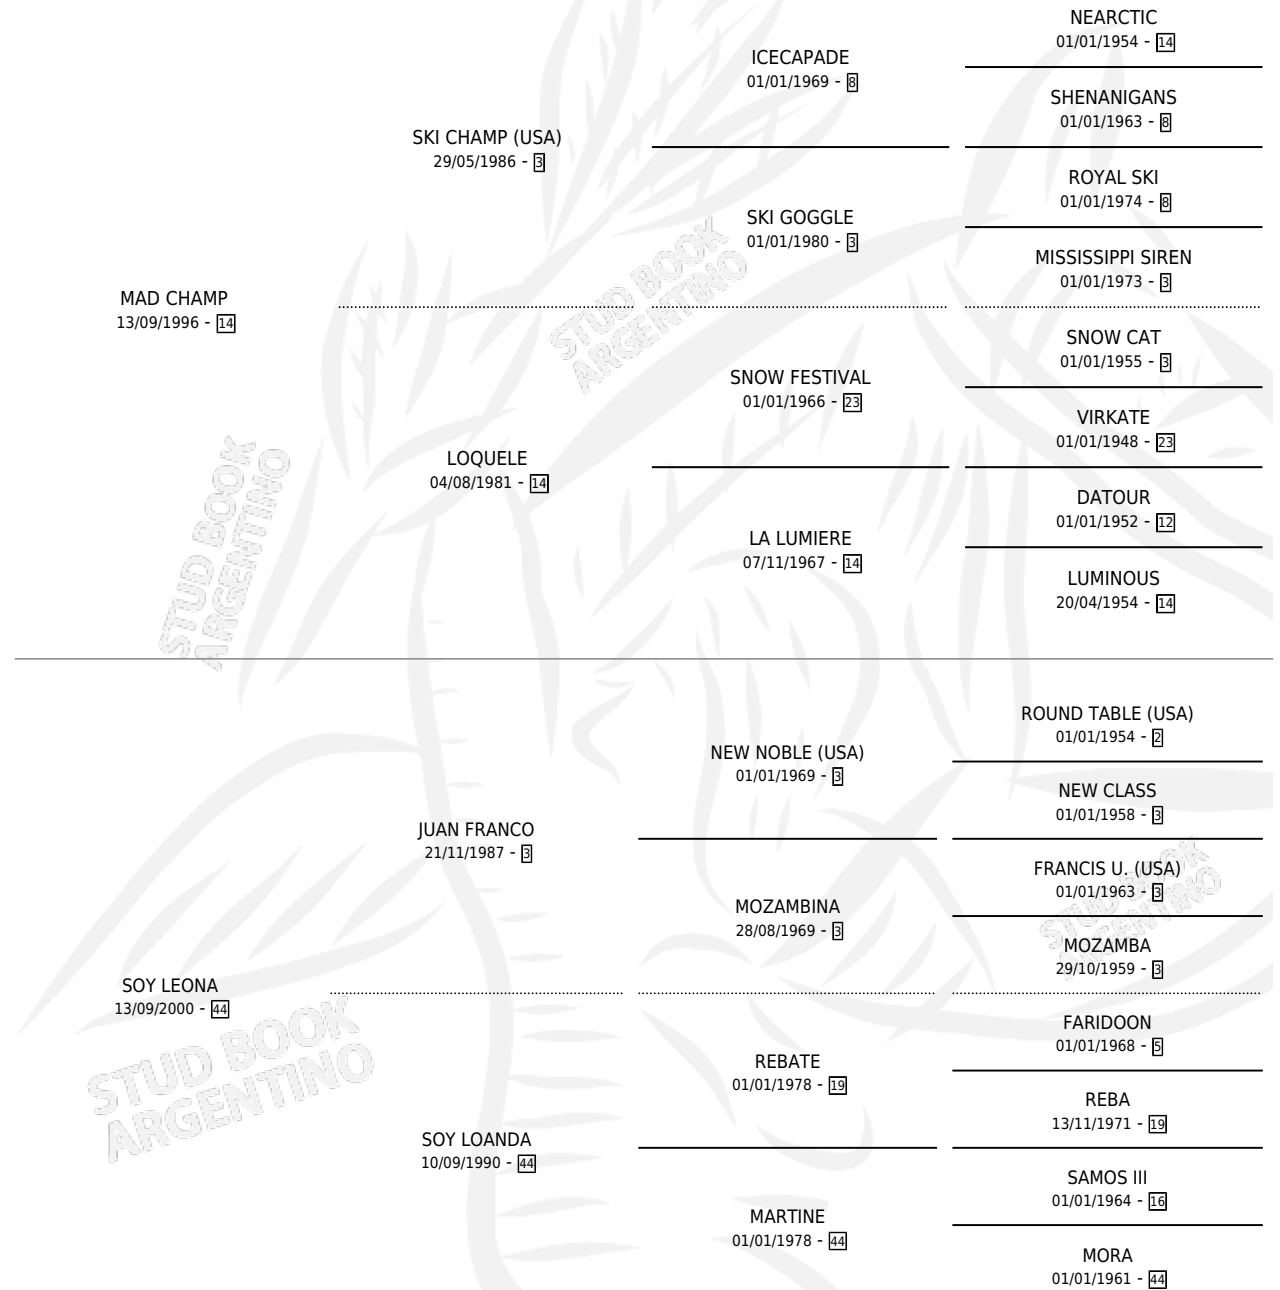 NEARCTIC
01/01/1954 - 14
ICECAPADE
01/01/1969 - 8
SHENANIGANS
01/01/1963 - 8
SKI CHAMP (USA)
29/05/1986 - 3
ROYAL SKI
01/01/1974 - 8
SKI GOGGLE
01/01/1980 - 3
MISSISSIPPI SIREN
01/01/1973 - 3
MAD CHAMP
13/09/1996 - 14
STUD BOOK
ARGENTINO
SNOW CAT
01/01/1955 - 3
SNOW FESTIVAL
01/01/1966 - 23
VIRKATE
01/01/1948 - 23
LOQUELE
04/08/1981 - 14
DATOUR
01/01/1952 - 12
LA LUMIERE
07/11/1967 - 14
LUMINOUS
20/04/1954 - 14
STUD BOOK
ARGENTINO
ROUND TABLE (USA)
01/01/1954 - 2
NEW NOBLE (USA)
01/01/1969 - 3
NEW CLASS
01/01/1958 - 3
JUAN FRANCO
21/11/1987 - 3
FRANCIS U. (USA)
01/01/1963 - 3
MOZAMBINA
28/08/1969 - 3
MOZAMBA
29/10/1959 - 3
STUD BOOK
ARGENTINO
SOY LEONA
13/09/2000 - 44
FARIDOON
01/01/1968 - 5
REBATE
01/01/1978 - 19
REBA
13/11/1971 - 19
STUD BOOK
ARGENTINO
SOY LOANDA
10/09/1990 - 44
SAMOS III
01/01/1964 - 16
MARTINE
01/01/1978 - 44
MORA
01/01/1961 - 44